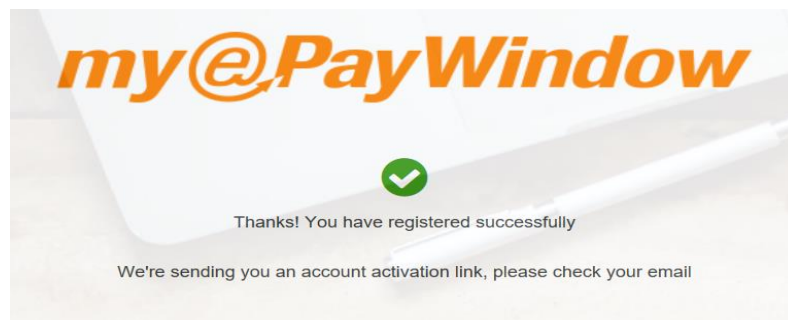 my@PayWindow
Thanks! You have registered successfully
We're sending you an account activation link, please check your email